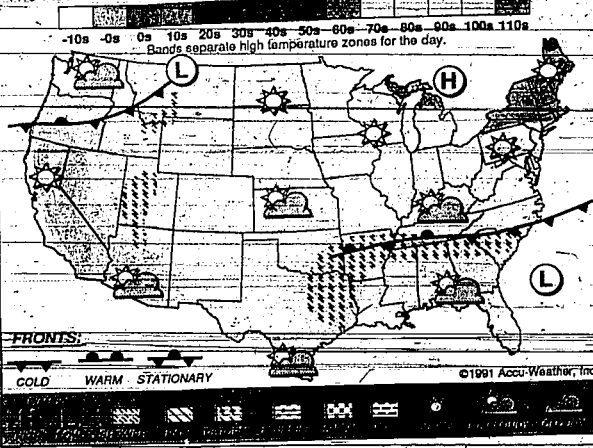 -10s -0s 0s 10s 20s 30s 40s 50s 60s 70s 80s 90s 100s 110s
Bands separate high temperature zones for the day.
L
H
L
FRONTS:
COLD WARM STATIONARY
©1991 Accu-Weather, Inc.